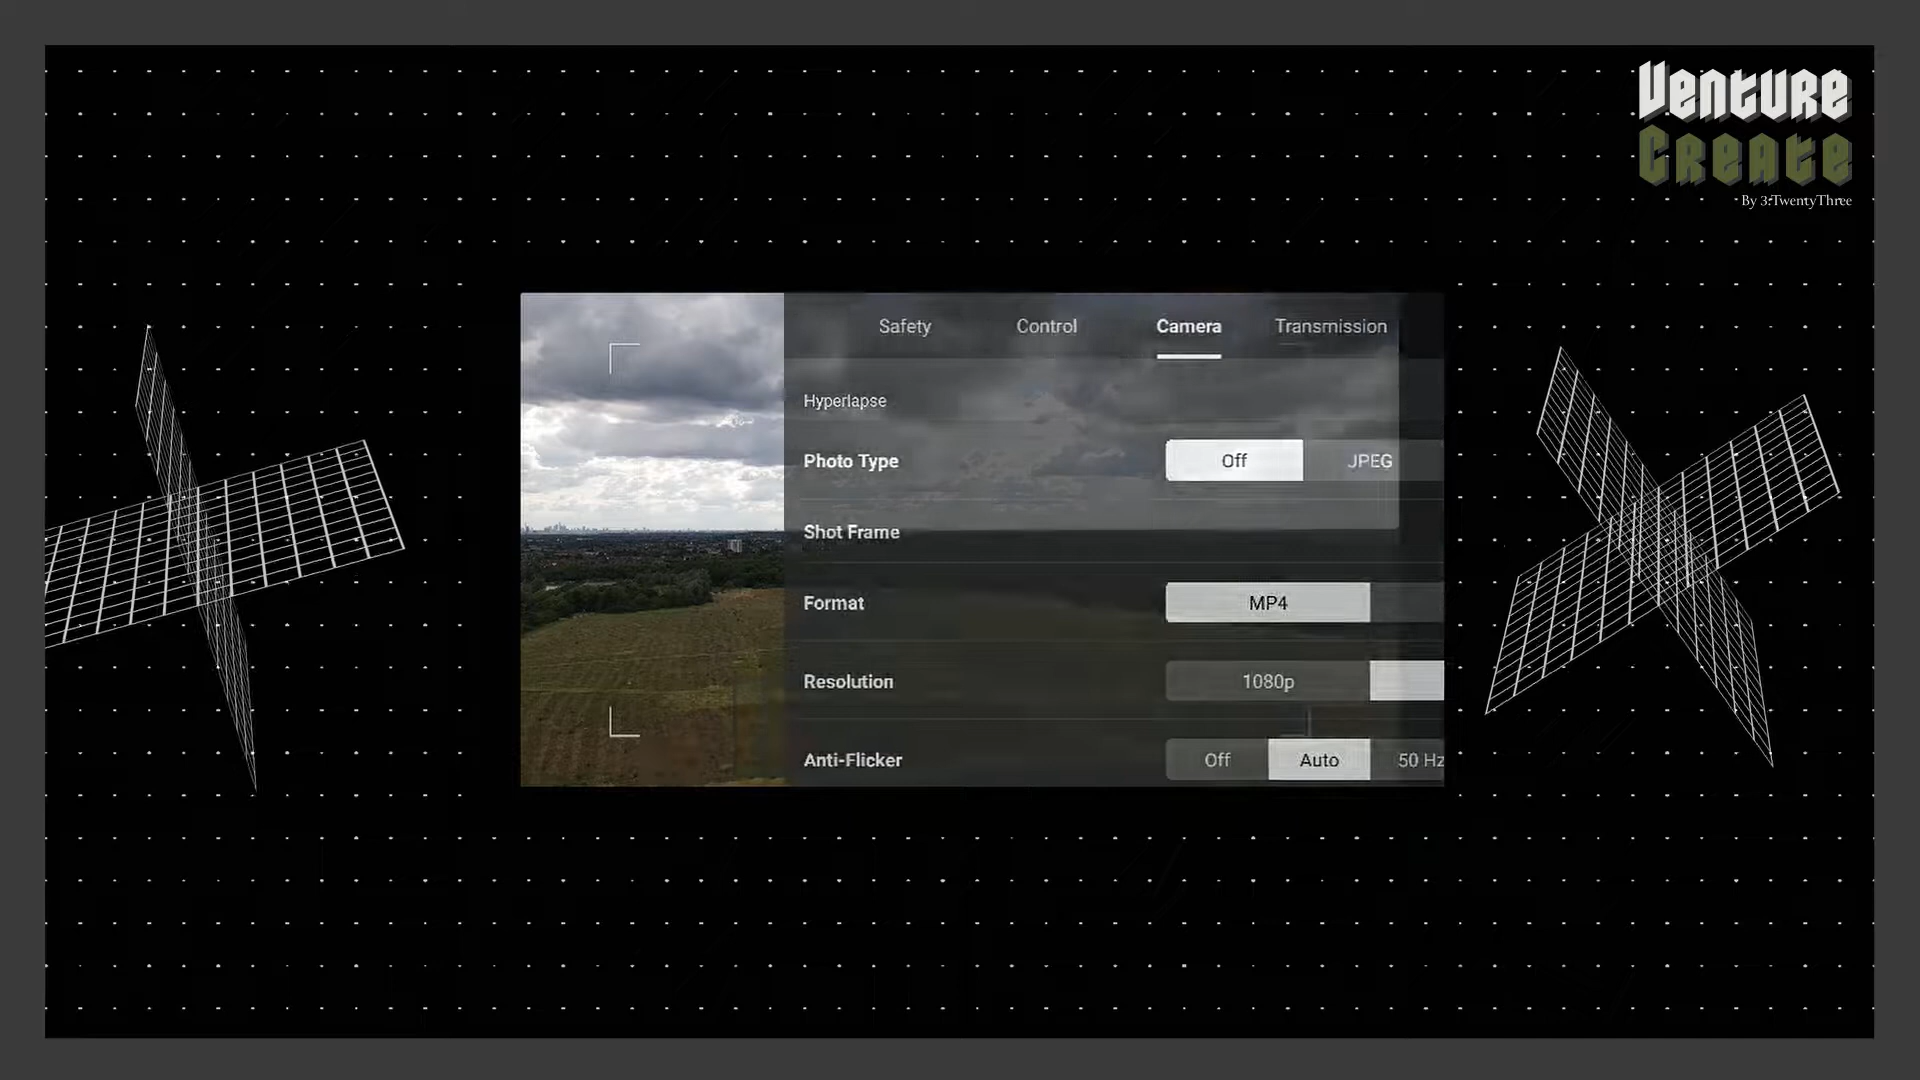 Venture
Create
By 3:TwentyThree
Safety Control Camera Transmission
Hyperlapse
Photo Type Off JPEG
Shot Frame
Format MP4
Resolution 1080p
Anti-Flicker Off Auto 50 Hz